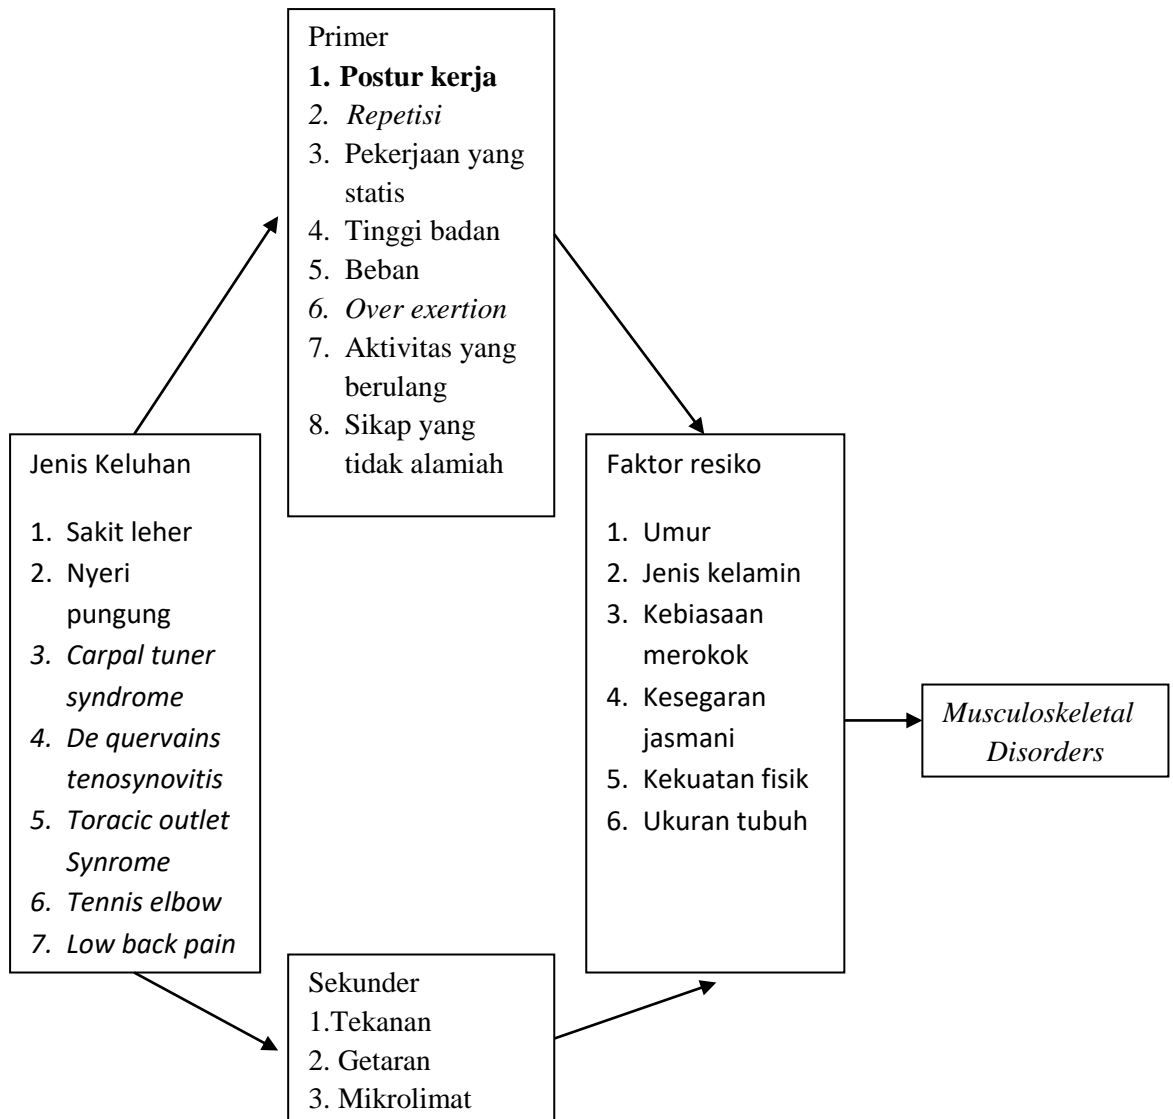 Primer
1. Postur kerja
2. Repetisi
3. Pekerjaan yang
statis
4. Tinggi badan
5. Beban
6. Over exertion
7. Aktivitas yang
berulang
8. Sikap yang
tidak alamiah
Jenis Keluhan
1. Sakit leher
2. Nyeri
pungung
3. Carpal tuner
syndrome
4. De quervains
tenosynovitis
5. Toracic outlet
Synrome
6. Tennis elbow
7. Low back pain
Faktor resiko
1. Umur
2. Jenis kelamin
3. Kebiasaan
merokok
4. Kesegaran
jasmani
5. Kekuatan fisik
6. Ukuran tubuh
Musculoskeletal
Disorders
Sekunder
1.Tekanan
2. Getaran
3. Mikrolimat